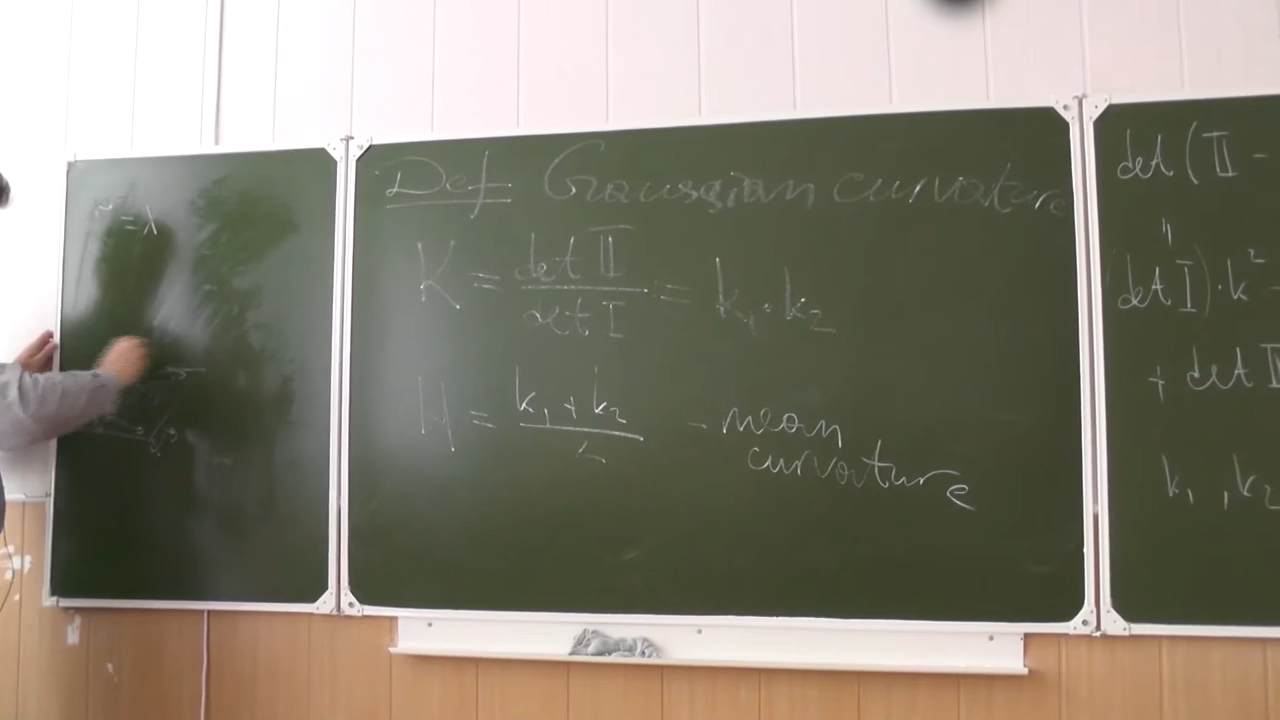 = λ
Def Gaussian curvature
K = det II / det I = k₁ · k₂
H = k₁ + k₂ / 2 - mean
curvature
det (II -
"
(det I) · k²
+ det II
k₁, k₂